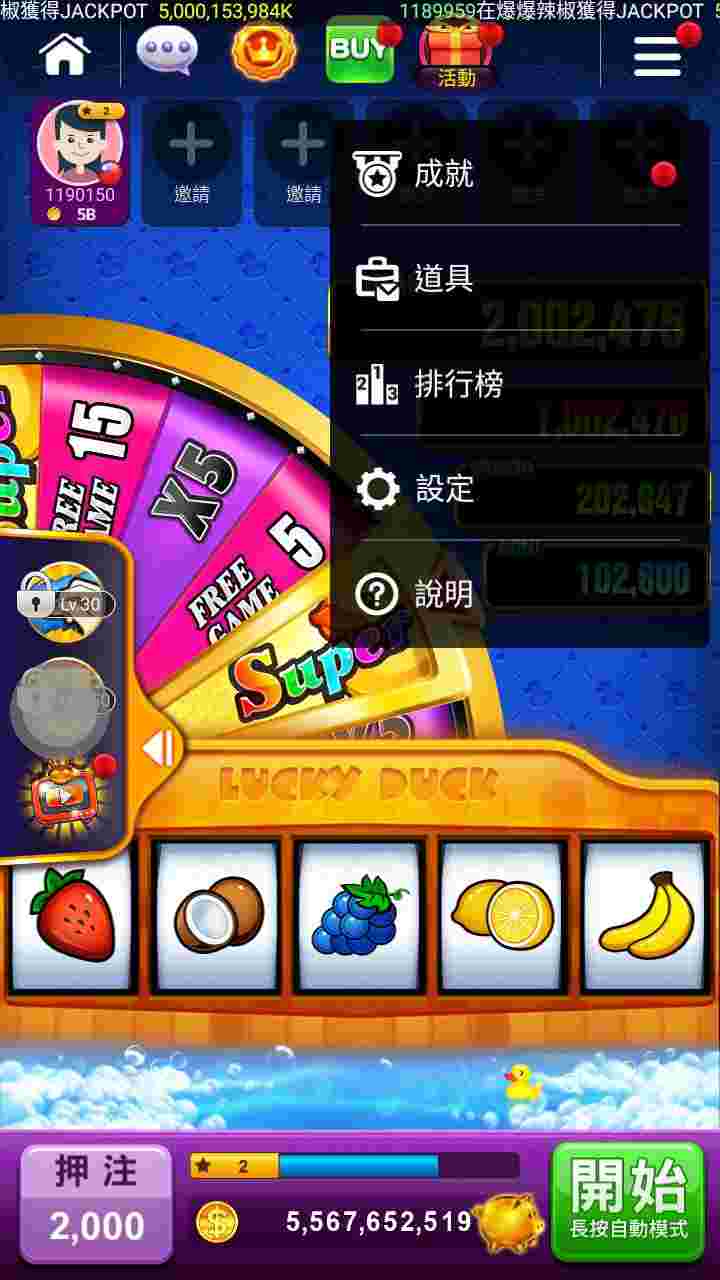 椒獲得JACKPOT 5,000,153,984K
1189959在爆爆辣椒獲得JACKPOT 5
BUY
活動
2
1190150
5B
邀請
邀請
成就
道具
2,002,475
排行榜
213
設定
202,647
102,600
說明
Super
FREE GAME 15
X5
FREE GAME 5
Super
Lv 30
LUCKY DUCK
押注
2,000
2
5,567,652,519
開始
長按自動模式